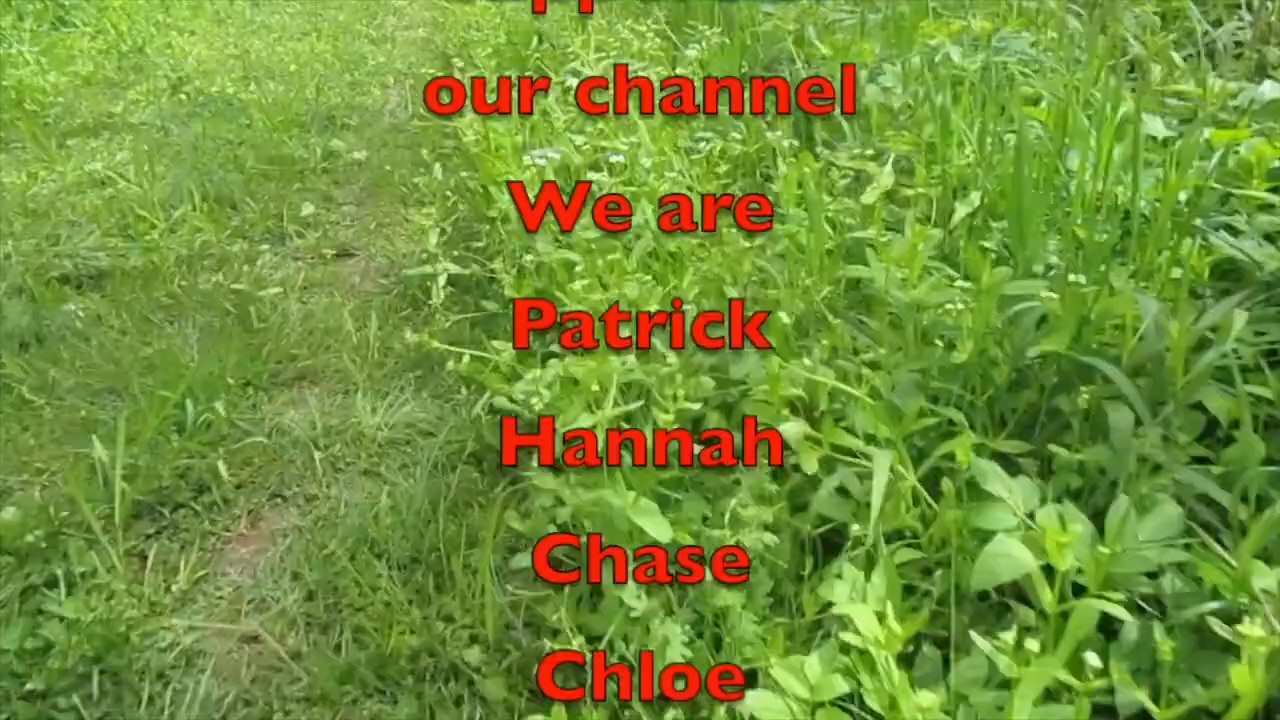 our channel
We are
Patrick
Hannah
Chase
Chloe